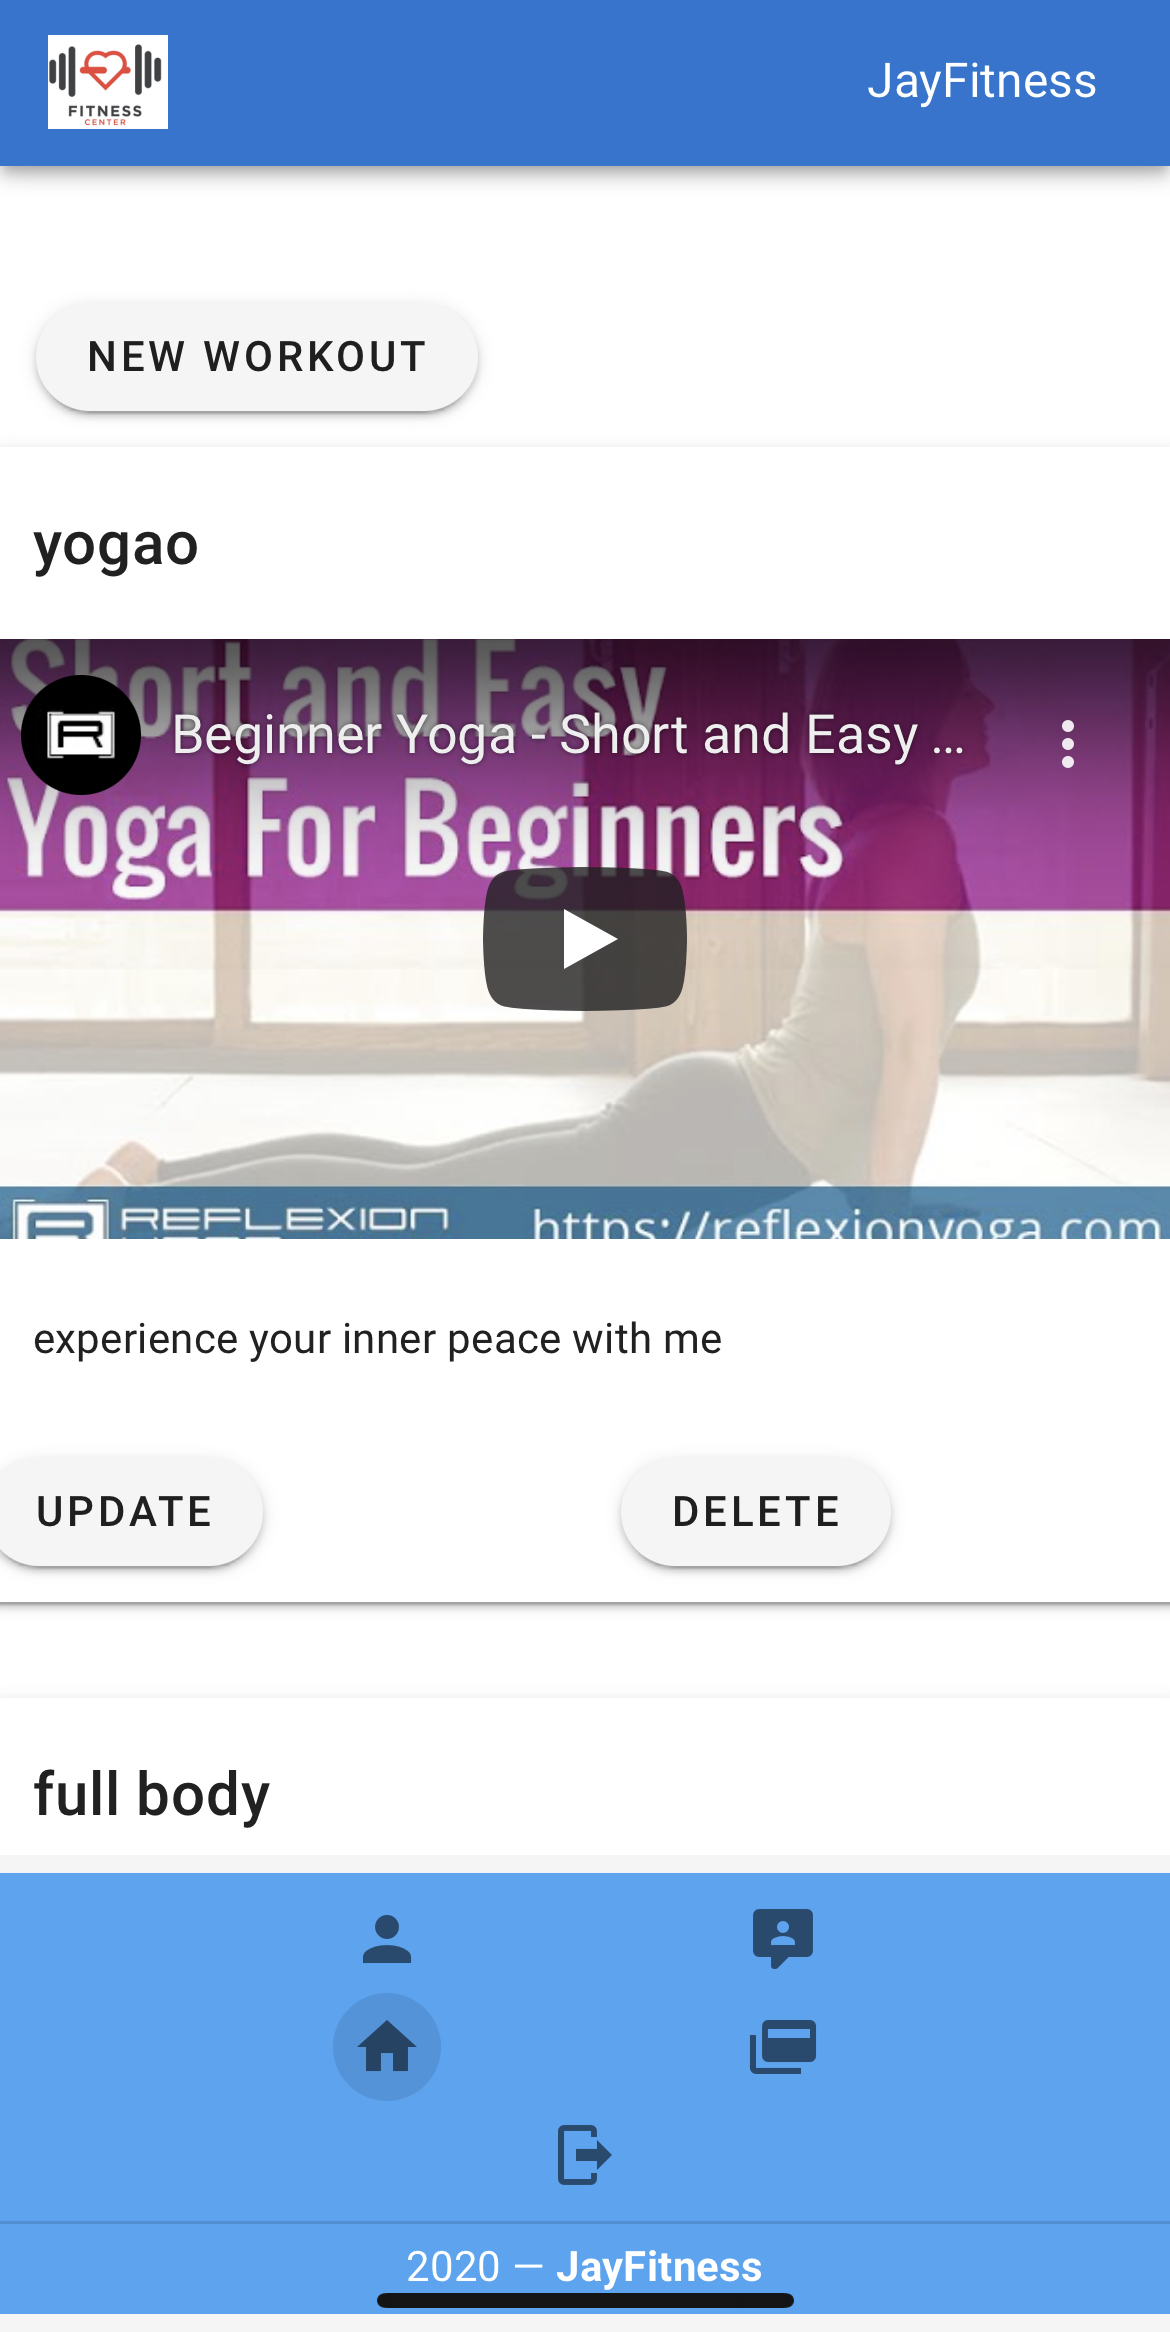 FITNESS
CENTER
JayFitness
NEW WORKOUT
yogao
Short and Easy
Beginner Yoga - Short and Easy ...
Yoga For Beginners
REFLEXION
https://reflexionyoga.com
experience your inner peace with me
UPDATE
DELETE
full body
2020 — JayFitness